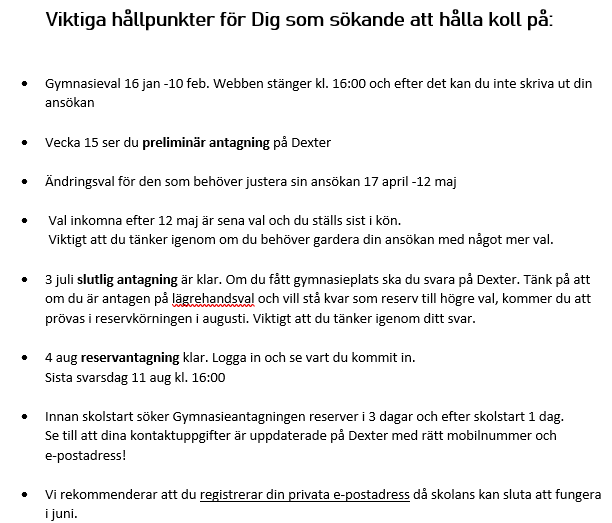 Viktiga hållpunkter för Dig som sökande att hålla koll på:
• Gymnasieval 16 jan -10 feb. Webben stänger kl. 16:00 och efter det kan du inte skriva ut din
ansökan
• Vecka 15 ser du preliminär antagning på Dexter
• Ändringsval för den som behöver justera sin ansökan 17 april -12 maj
• Val inkomna efter 12 maj är sena val och du ställs sist i kön.
Viktigt att du tänker igenom om du behöver gardera din ansökan med något mer val.
• 3 juli slutlig antagning är klar. Om du fått gymnasieplats ska du svara på Dexter. Tänk på att
om du är antagen på lägrehandsval och vill stå kvar som reserv till högre val, kommer du att
prövas i reservkörningen i augusti. Viktigt att du tänker igenom ditt svar.
• 4 aug reservantagning klar. Logga in och se vart du kommit in.
Sista svarsdag 11 aug kl. 16:00
• Innan skolstart söker Gymnasieantagningen reserver i 3 dagar och efter skolstart 1 dag.
Se till att dina kontaktuppgifter är uppdaterade på Dexter med rätt mobilnummer och
e-postadress!
• Vi rekommenderar att du registrerar din privata e-postadress då skolans kan sluta att fungera
i juni.